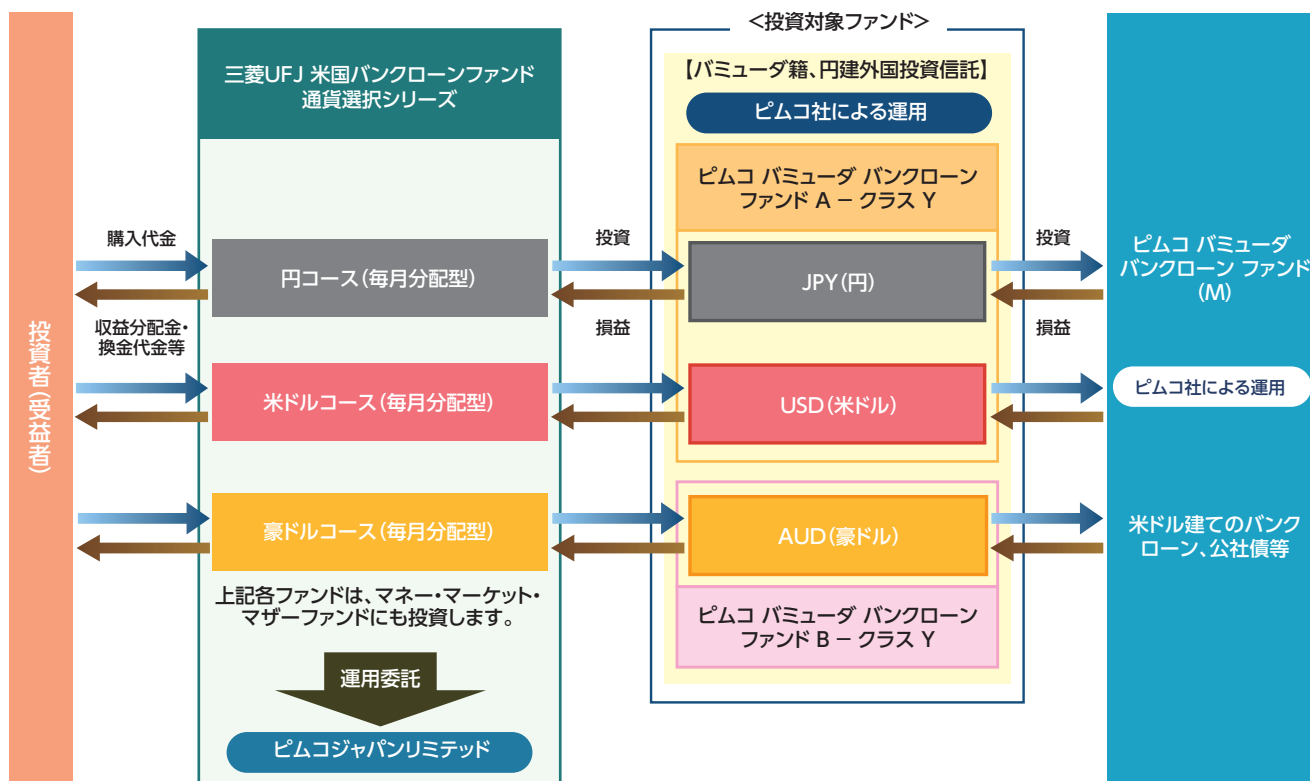 投資者(受益者)
購入代金
収益分配金・
換金代金等
三菱UFJ 米国バンクローンファンド
通貨選択シリーズ
円コース(毎月分配型)
米ドルコース(毎月分配型)
豪ドルコース(毎月分配型)
上記各ファンドは、マネー・マーケット・
マザーファンドにも投資します。
運用委託
ピムコジャパンリミテッド
投資
損益
<投資対象ファンド>
【バミューダ籍、円建外国投資信託】
ピムコ社による運用
ピムコ バミューダ バンクローン
ファンド A － クラス Y
JPY(円)
USD(米ドル)
AUD(豪ドル)
ピムコ バミューダ バンクローン
ファンド B － クラス Y
投資
損益
ピムコ バミューダ
バンクローン ファンド
(M)
ピムコ社による運用
米ドル建てのバンク
ローン、公社債等